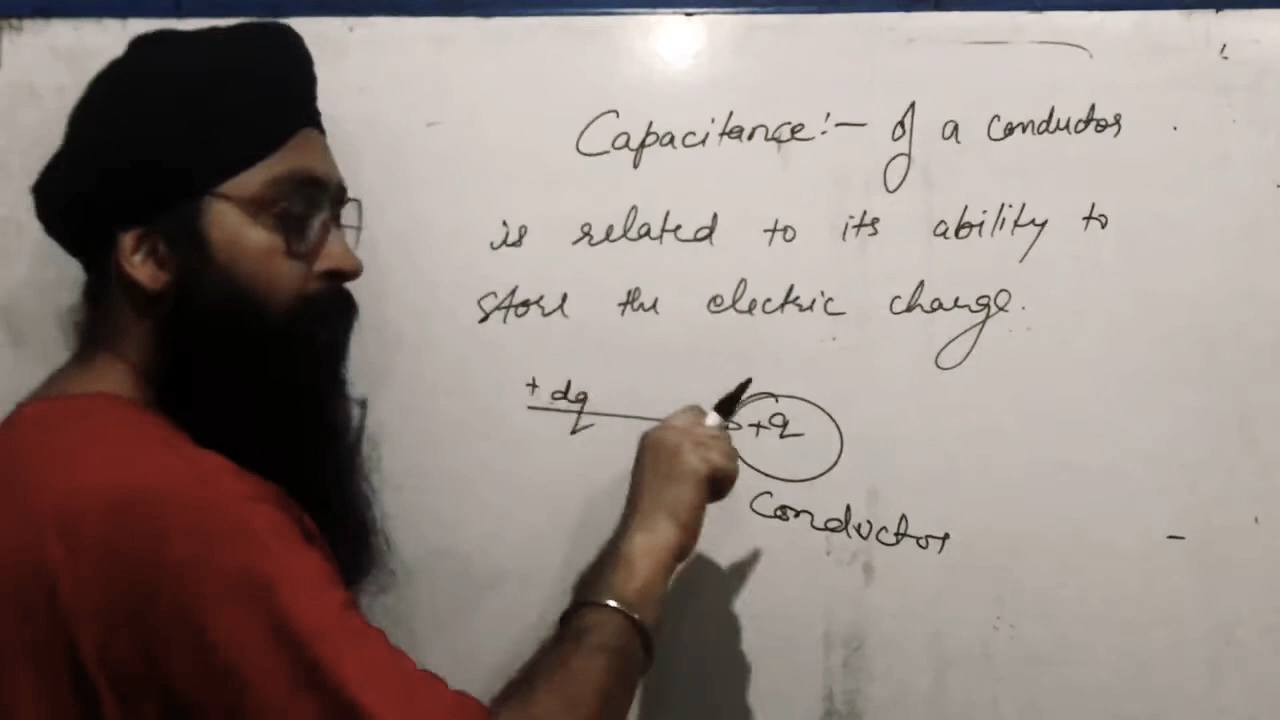 Capacitance:- of a conductor
is related to its ability to
store the electric charge.
+ dq
+q
Conductor